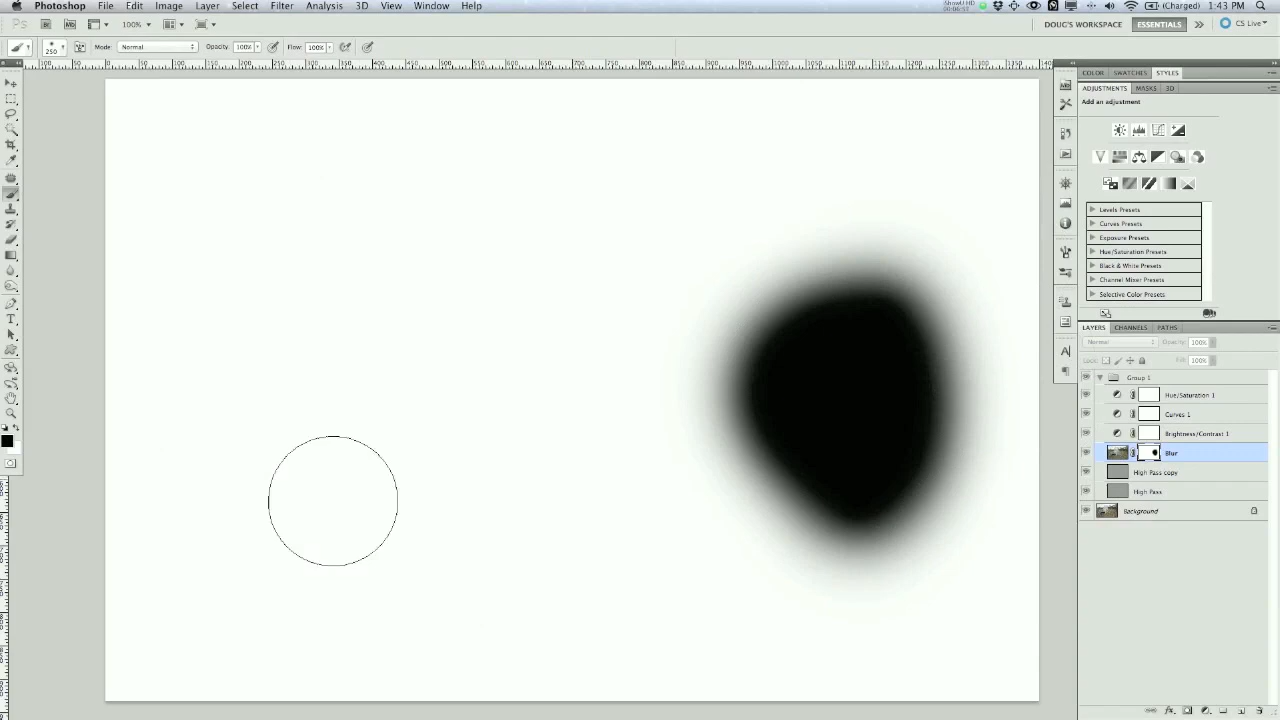 Photoshop File Edit Image Layer Select Filter Analysis 3D View Window Help (Charged) 1:43 PM
100% DOUG'S WORKSPACE ESSENTIALS CS Live
250 Mode: Normal Opacity: 100% Flow: 100%
COLOR SWATCHES STYLES
ADJUSTMENTS MASKS 3D
Add an adjustment
Levels Presets
Curves Presets
Exposure Presets
Hue/Saturation Presets
Black & White Presets
Channel Mixer Presets
Selective Color Presets
LAYERS CHANNELS PATHS
Normal Opacity: 100%
Lock: Fill: 100%
Group 1
Hue/Saturation 1
Curves 1
Brightness/Contrast 1
Blur
High Pass copy
High Pass
Background